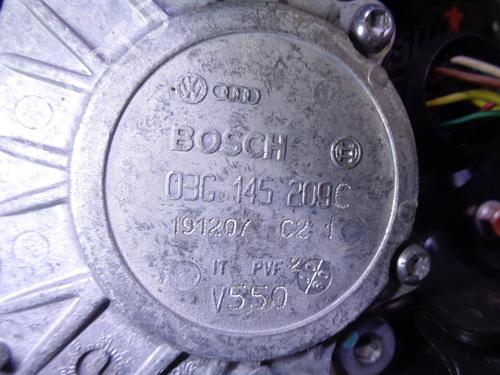 BOSCH
03G 145 209C
191207 C2 1
IT PVF 2
V550